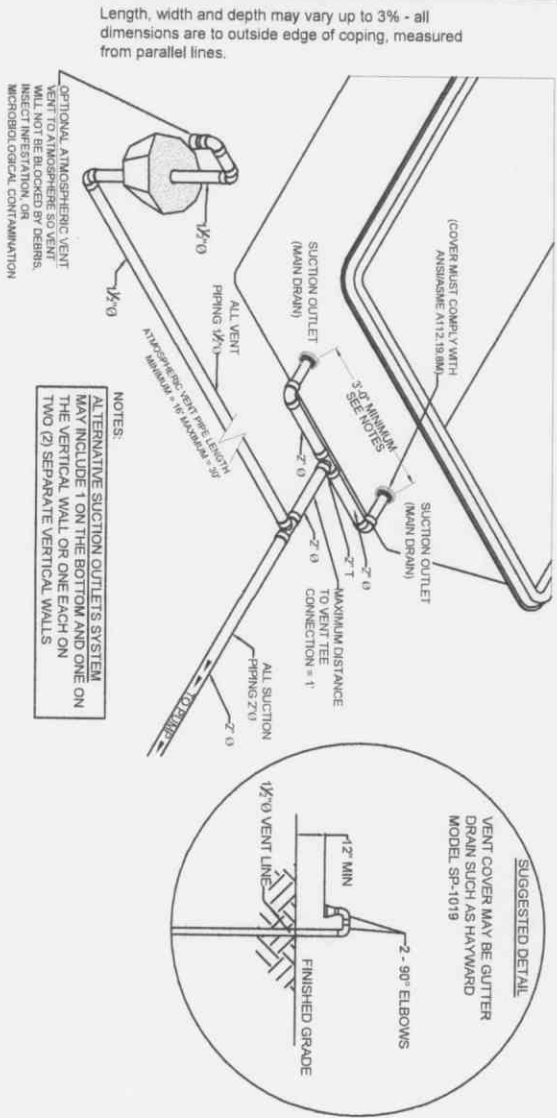 Length, width and depth may vary up to 3% - all
dimensions are to outside edge of coping, measured
from parallel lines.
(COVER MUST COMPLY WITH
ANSI/ASME A112.19.8M)
SUCTION OUTLET
(MAIN DRAIN)
3'-0" MINIMUM
SEE NOTES
SUCTION OUTLET
(MAIN DRAIN)
2" Ø
2" T
2" Ø
2" Ø
MAXIMUM DISTANCE
TO VENT TEE
CONNECTION = 1'
ALL VENT
PIPING 1½"Ø
ATMOSPHERIC VENT PIPE LENGTH
MINIMUM = 16' MAXIMUM = 30'
1½"Ø
1½"Ø
ALL SUCTION
PIPING 2"Ø
2" Ø
TO PUMP
OPTIONAL ATMOSPHERIC VENT
VENT TO ATMOSPHERE SO VENT
WILL NOT BE BLOCKED BY DEBRIS,
INSECT INFESTATION, OR
MICROBIOLOGICAL CONTAMINATION
NOTES:
ALTERNATIVE SUCTION OUTLETS SYSTEM
MAY INCLUDE 1 ON THE BOTTOM AND ONE ON
THE VERTICAL WALL OR ONE EACH ON
TWO (2) SEPARATE VERTICAL WALLS
SUGGESTED DETAIL
VENT COVER MAY BE GUTTER
DRAIN SUCH AS HAYWARD
MODEL SP-1019
2 - 90° ELBOWS
12" MIN
FINISHED GRADE
1½"Ø VENT LINE